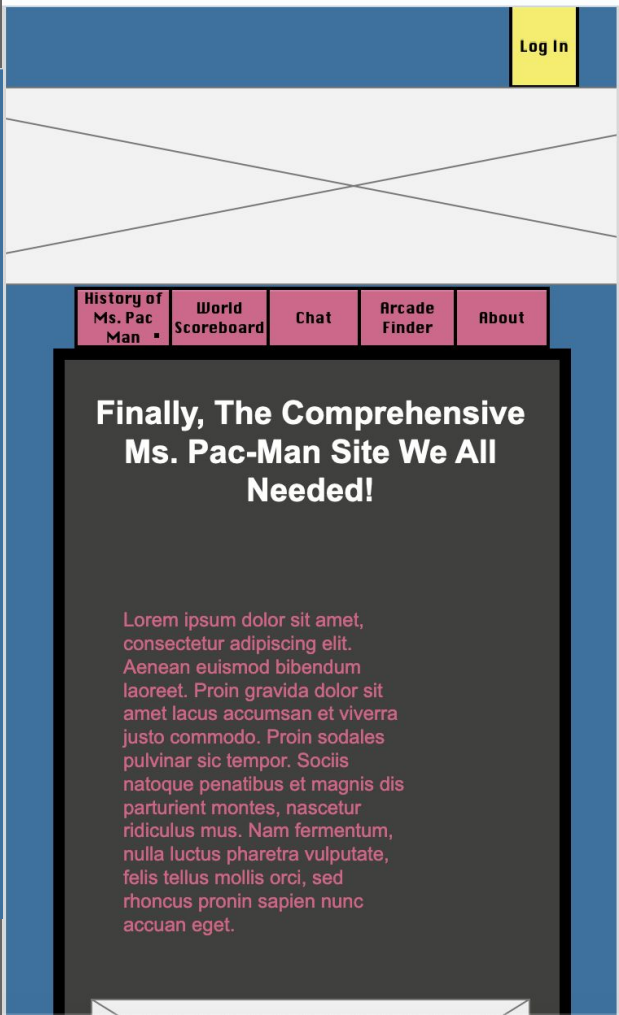 Log In
History of
Ms. Pac
Man
World
Scoreboard
Chat
Arcade
Finder
About
Finally, The Comprehensive
Ms. Pac-Man Site We All
Needed!
Lorem ipsum dolor sit amet,
consectetur adipiscing elit.
Aenean euismod bibendum
laoreet. Proin gravida dolor sit
amet lacus accumsan et viverra
justo commodo. Proin sodales
pulvinar sic tempor. Sociis
natoque penatibus et magnis dis
parturient montes, nascetur
ridiculus mus. Nam fermentum,
nulla luctus pharetra vulputate,
felis tellus mollis orci, sed
rhoncus pronin sapien nunc
accuan eget.